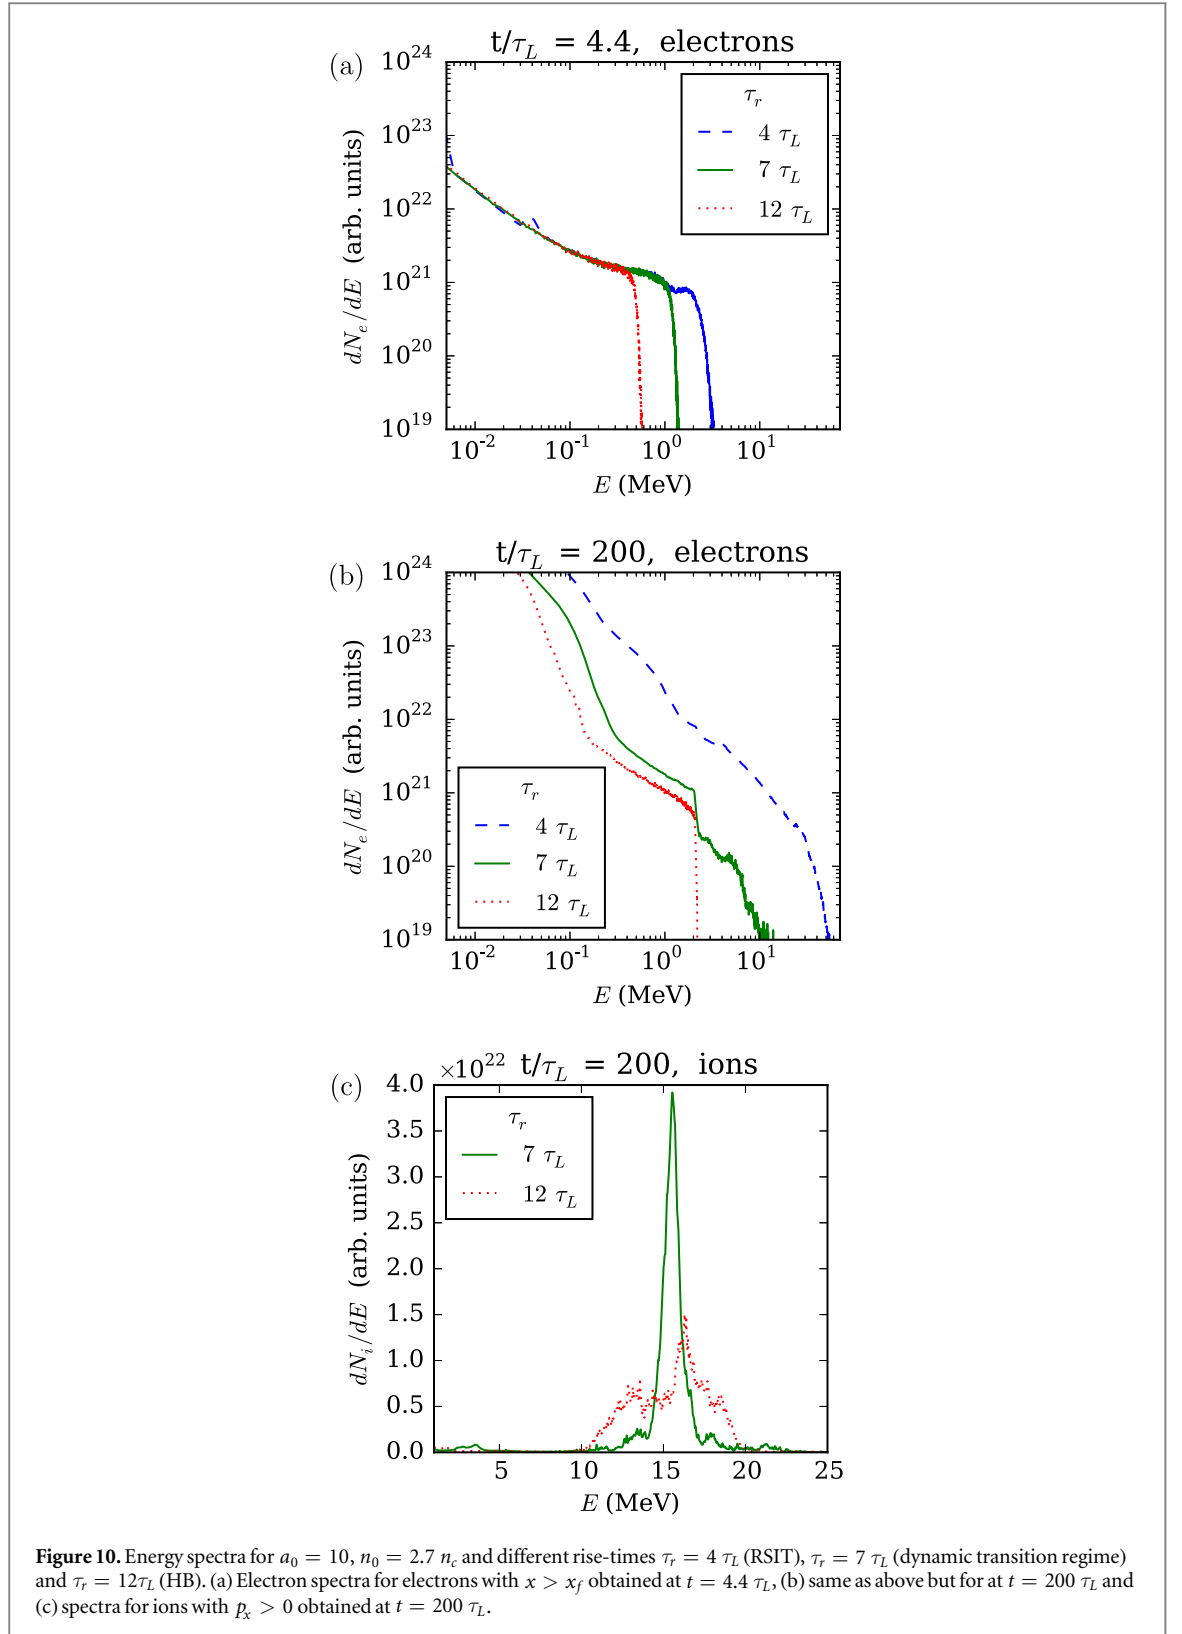 t/τ_L = 4.4, electrons
(a)
10^24
10^23
10^22
10^21
10^20
10^19
dN_e/dE (arb. units)
τ_r
4 τ_L
7 τ_L
12 τ_L
10^-2 10^-1 10^0 10^1
E (MeV)
t/τ_L = 200, electrons
(b)
10^24
10^23
10^22
10^21
10^20
10^19
dN_e/dE (arb. units)
τ_r
4 τ_L
7 τ_L
12 τ_L
10^-2 10^-1 10^0 10^1
E (MeV)
×10^22 t/τ_L = 200, ions
(c)
4.0
3.5
3.0
2.5
2.0
1.5
1.0
0.5
0.0
dN_i/dE (arb. units)
τ_r
7 τ_L
12 τ_L
5 10 15 20 25
E (MeV)
Figure 10. Energy spectra for a_0 = 10, n_0 = 2.7 n_c and different rise-times τ_r = 4 τ_L (RSIT), τ_r = 7 τ_L (dynamic transition regime)
and τ_r = 12τ_L (HB). (a) Electron spectra for electrons with x > x_f obtained at t = 4.4 τ_L, (b) same as above but for at t = 200 τ_L and
(c) spectra for ions with p_x > 0 obtained at t = 200 τ_L.